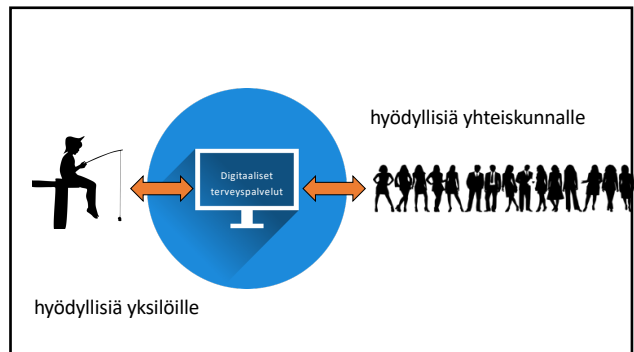 hyödyllisiä yhteiskunnalle
Digitaaliset
terveyspalvelut
hyödyllisiä yksilöille